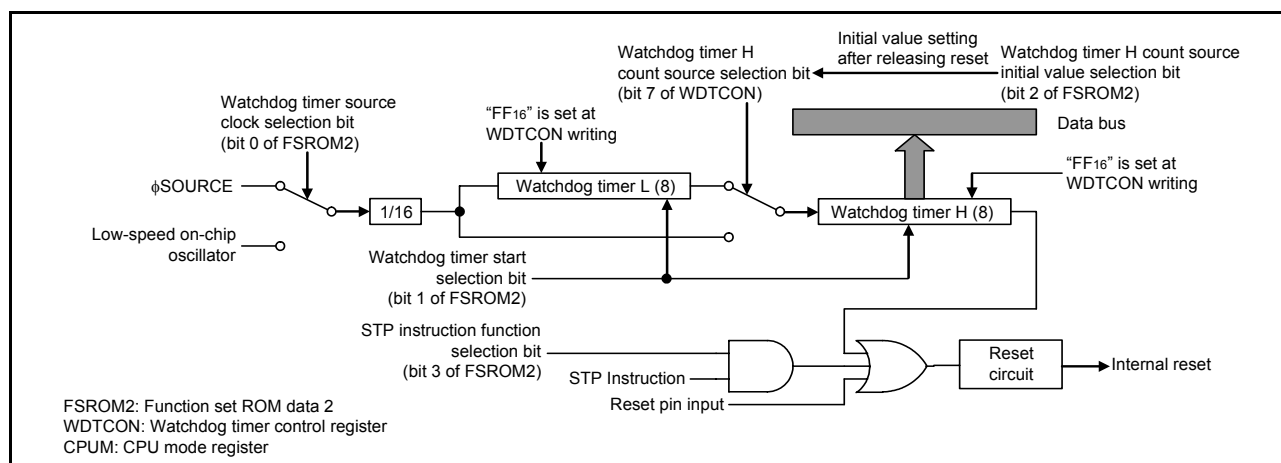 Initial value setting
after releasing reset
Watchdog timer H
count source selection bit
(bit 7 of WDTCON)
Watchdog timer H count source
initial value selection bit
(bit 2 of FSROM2)
Watchdog timer source
clock selection bit
(bit 0 of FSROM2)
“FF16” is set at
WDTCON writing
Data bus
“FF16” is set at
WDTCON writing
ϕSOURCE
1/16
Watchdog timer L (8)
Watchdog timer H (8)
Low-speed on-chip
oscillator
Watchdog timer start
selection bit
(bit 1 of FSROM2)
STP instruction function
selection bit
(bit 3 of FSROM2)
STP Instruction
Reset pin input
Reset
circuit
Internal reset
FSROM2: Function set ROM data 2
WDTCON: Watchdog timer control register
CPUM: CPU mode register